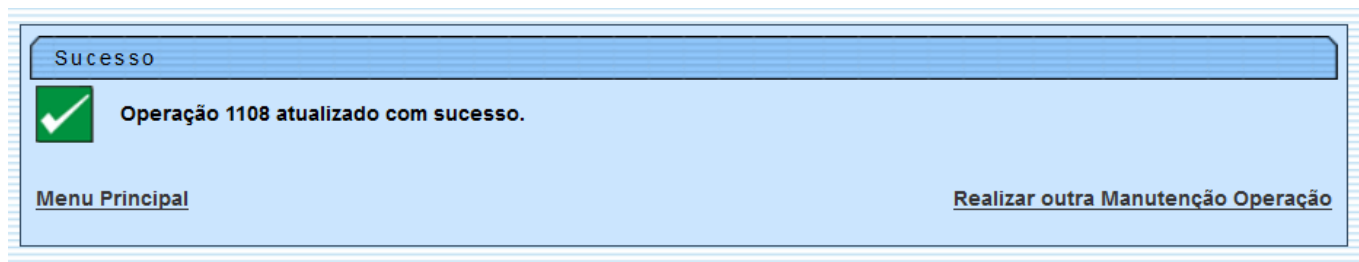 Sucesso
Operação 1108 atualizado com sucesso.
Menu Principal
Realizar outra Manutenção Operação